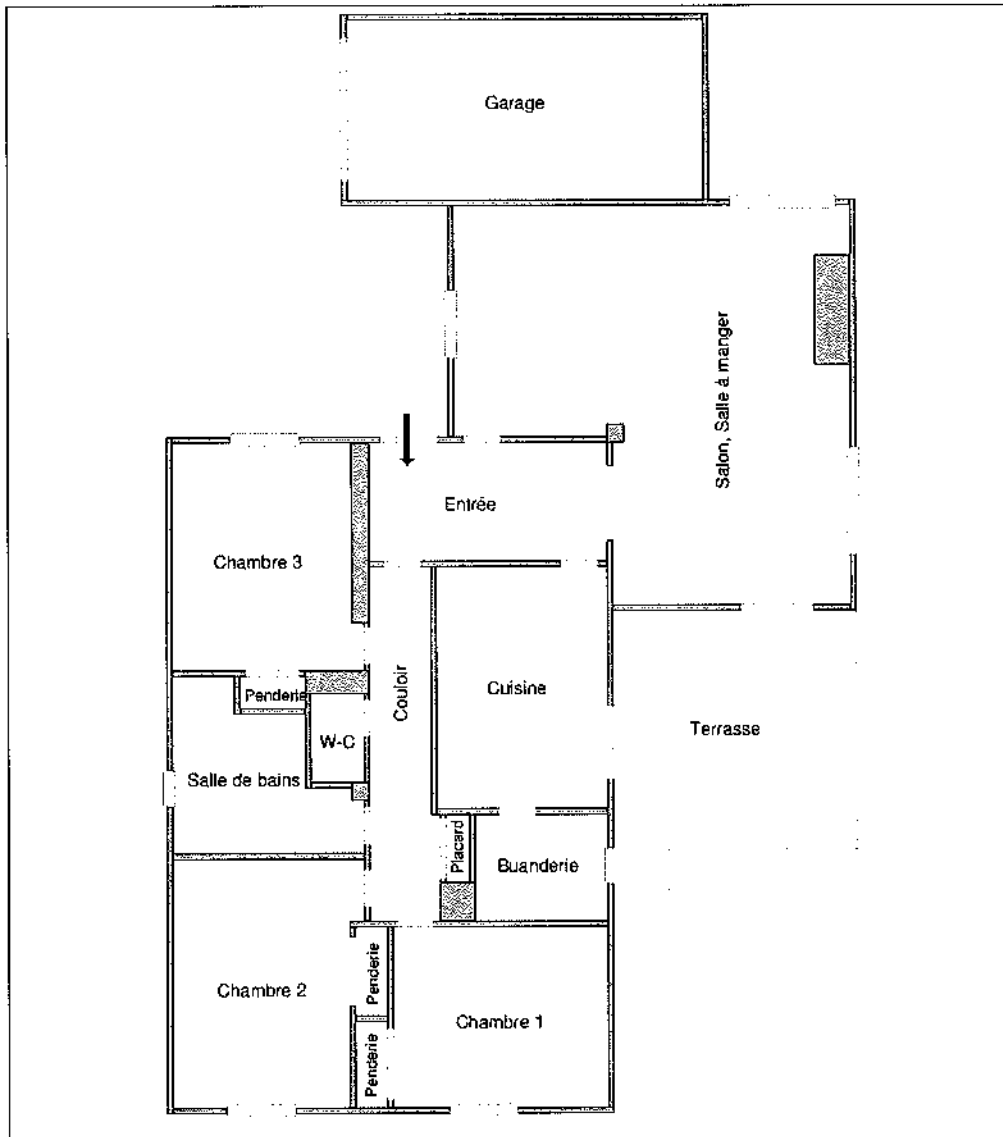 Garage
Salon, Salle à manger
Entrée
Chambre 3
Couloir
Cuisine
Penderie
W-C
Terrasse
Salle de bains
Placard
Buanderie
Penderie
Chambre 2
Chambre 1
Penderie